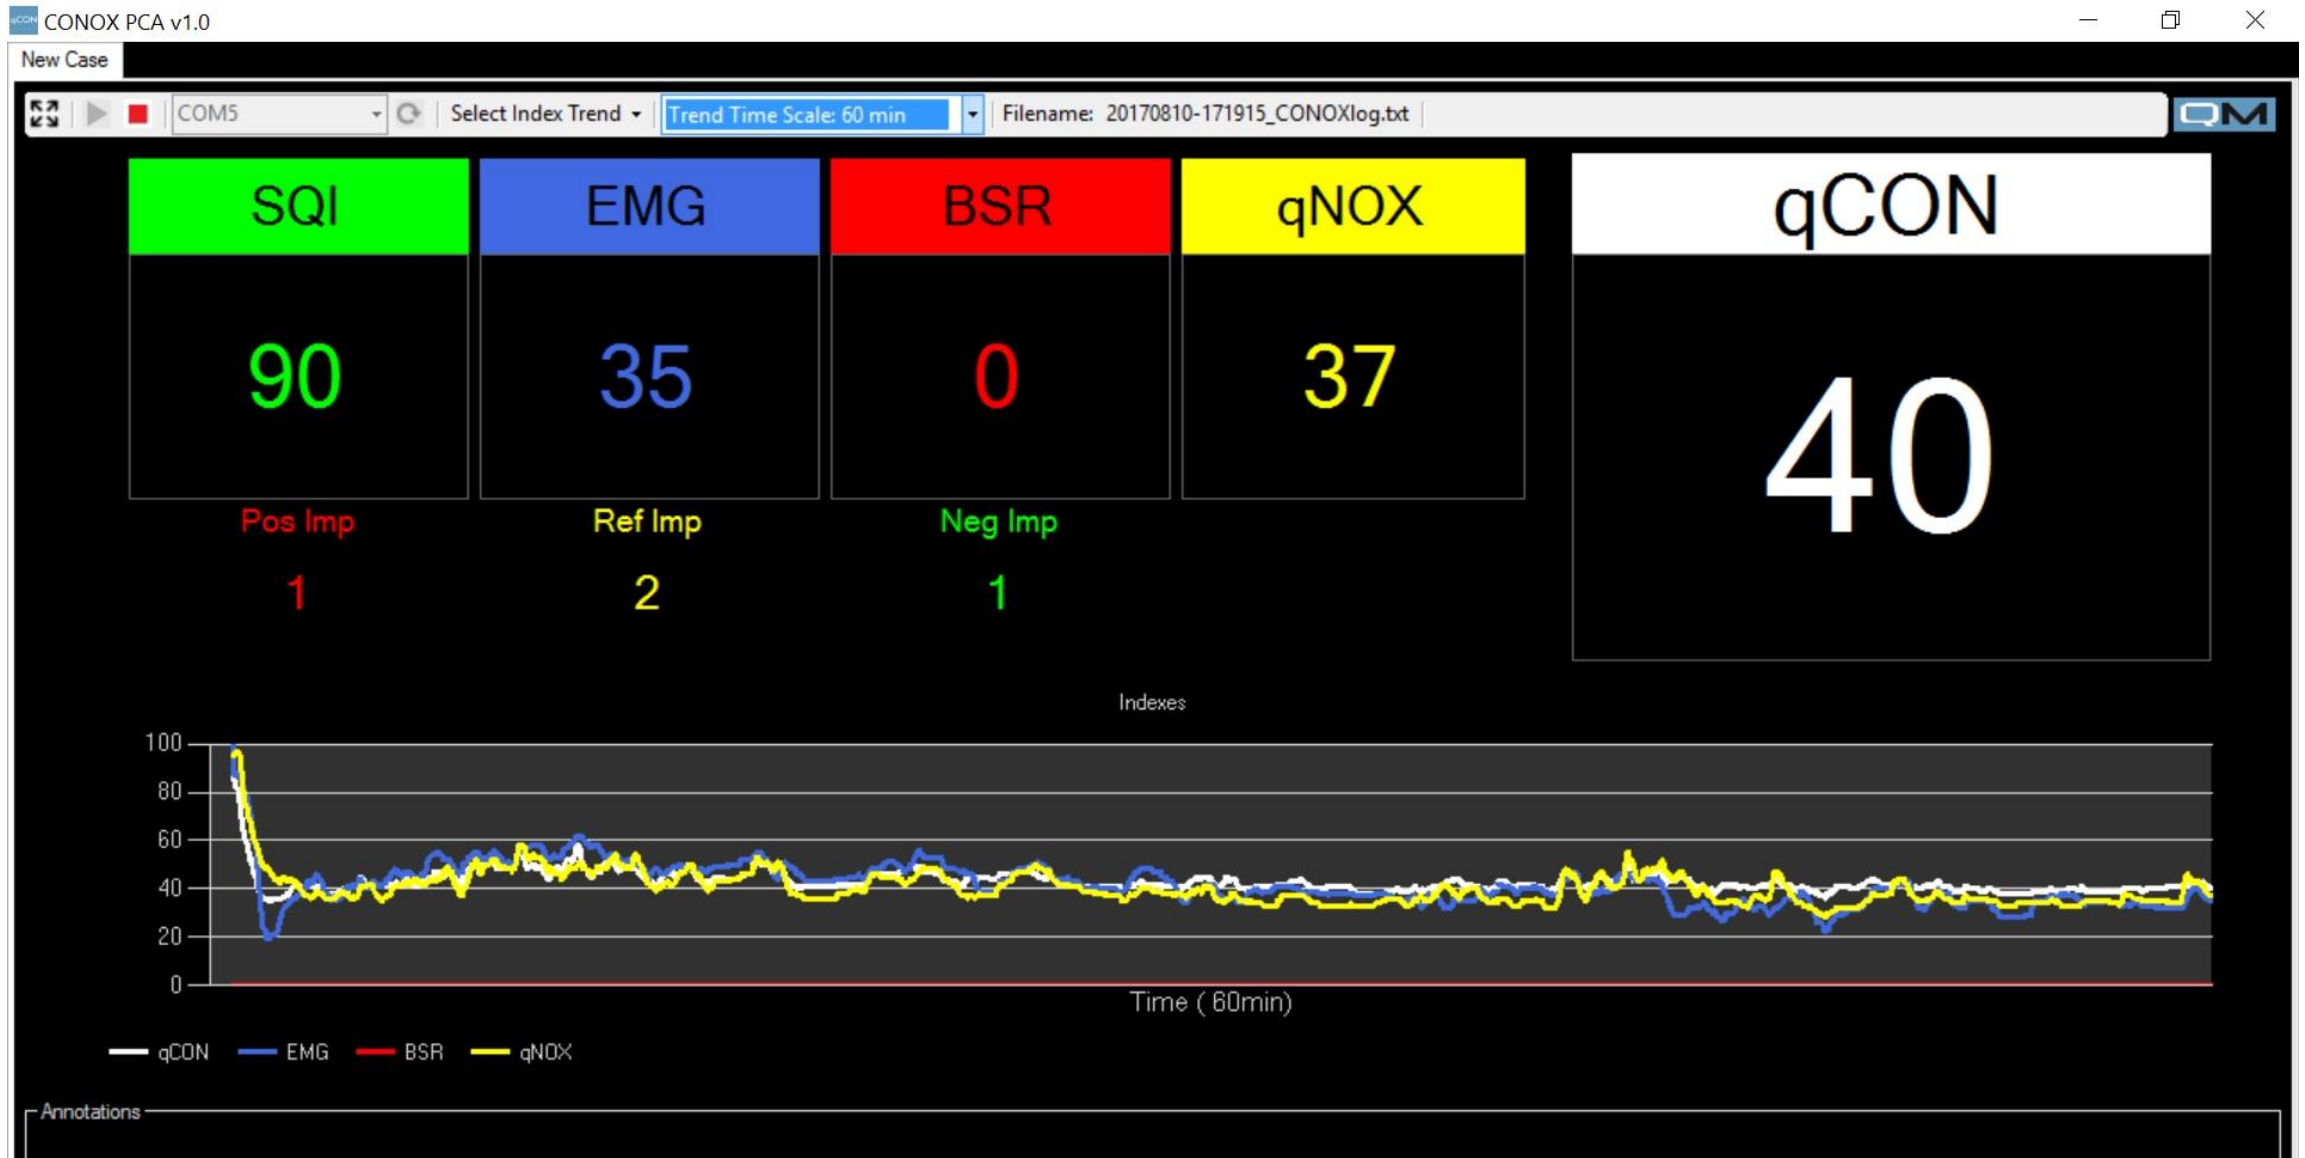 qCON CONOX PCA v1.0
New Case
COM5 Select Index Trend Trend Time Scale: 60 min Filename: 20170810-171915_CONOXlog.txt QM
SQI EMG BSR qNOX qCON
90 35 0 37 40
Pos Imp Ref Imp Neg Imp
1 2 1
Indexes
100
80
60
40
20
0
Time ( 60min)
qCON EMG BSR qNOX
Annotations